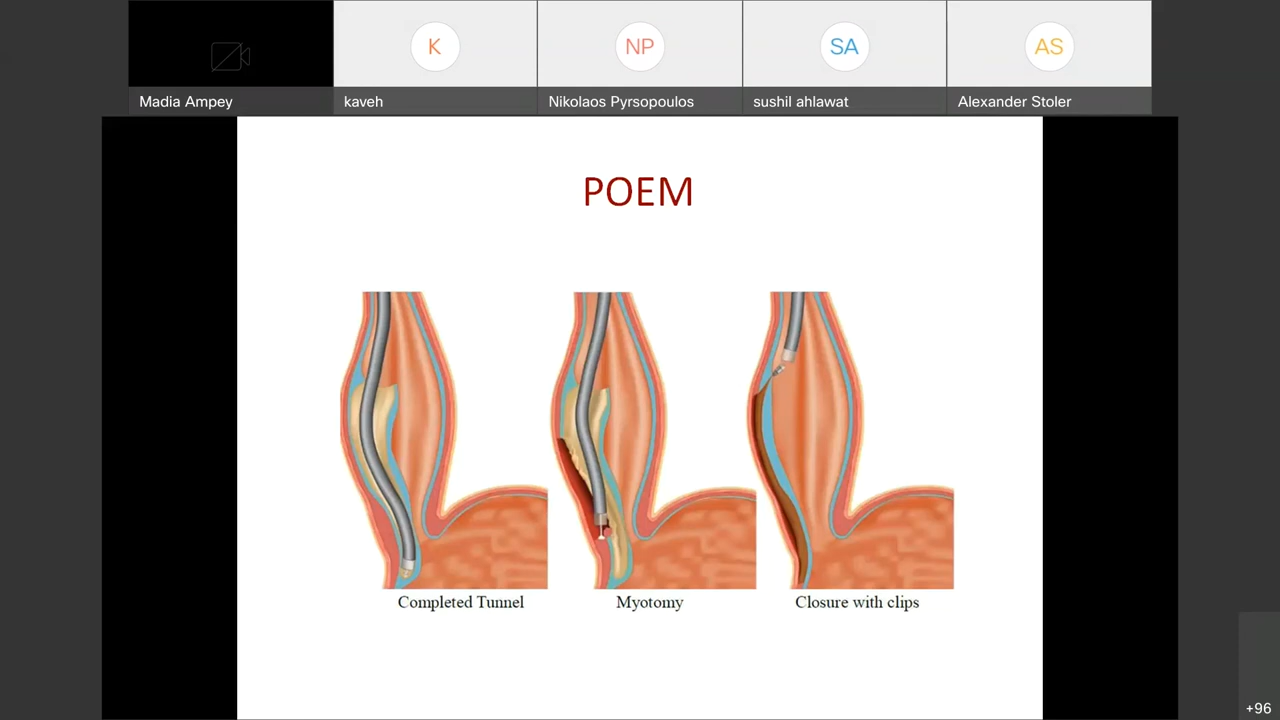 K
NP
SA
AS
Madia Ampey
kaveh
Nikolaos Pyrsopoulos
sushil ahlawat
Alexander Stoler
POEM
Completed Tunnel
Myotomy
Closure with clips
+96